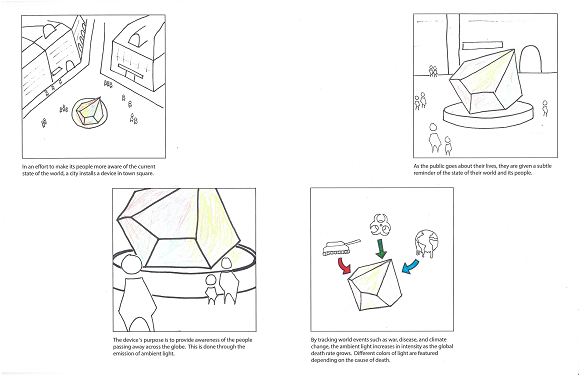 In an effort to make its people more aware of the current
state of the world, a city installs a device in town square.
As the public goes about their lives, they are given a subtle
reminder of the state of their world and its people.
The device's purpose is to provide awareness of the people
passing away across the globe. This is done through the
emission of ambient light.
By tracking world events such as war, disease, and climate
change, the ambient light increases in intensity as the global
death rate grows. Different colors of light are featured
depending on the cause of death.